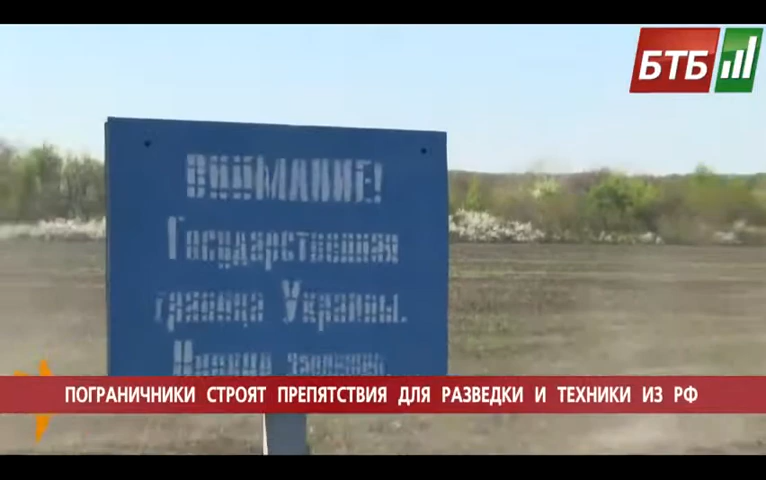 БТБ
ВНИМАНИЕ!
Государственная
граница Украины.
ПОГРАНИЧНИКИ СТРОЯТ ПРЕПЯТСТВИЯ ДЛЯ РАЗВЕДКИ И ТЕХНИКИ ИЗ РФ